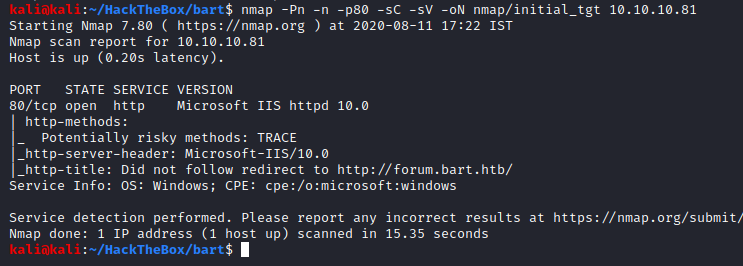 kali@kali:~/HackTheBox/bart$ nmap -Pn -n -p80 -sC -sV -oN nmap/initial_tgt 10.10.10.81
Starting Nmap 7.80 ( https://nmap.org ) at 2020-08-11 17:22 IST
Nmap scan report for 10.10.10.81
Host is up (0.20s latency).

PORT   STATE SERVICE VERSION
80/tcp open  http    Microsoft IIS httpd 10.0
| http-methods:
|_  Potentially risky methods: TRACE
|_http-server-header: Microsoft-IIS/10.0
|_http-title: Did not follow redirect to http://forum.bart.htb/
Service Info: OS: Windows; CPE: cpe:/o:microsoft:windows

Service detection performed. Please report any incorrect results at https://nmap.org/submit/
Nmap done: 1 IP address (1 host up) scanned in 15.35 seconds
kali@kali:~/HackTheBox/bart$